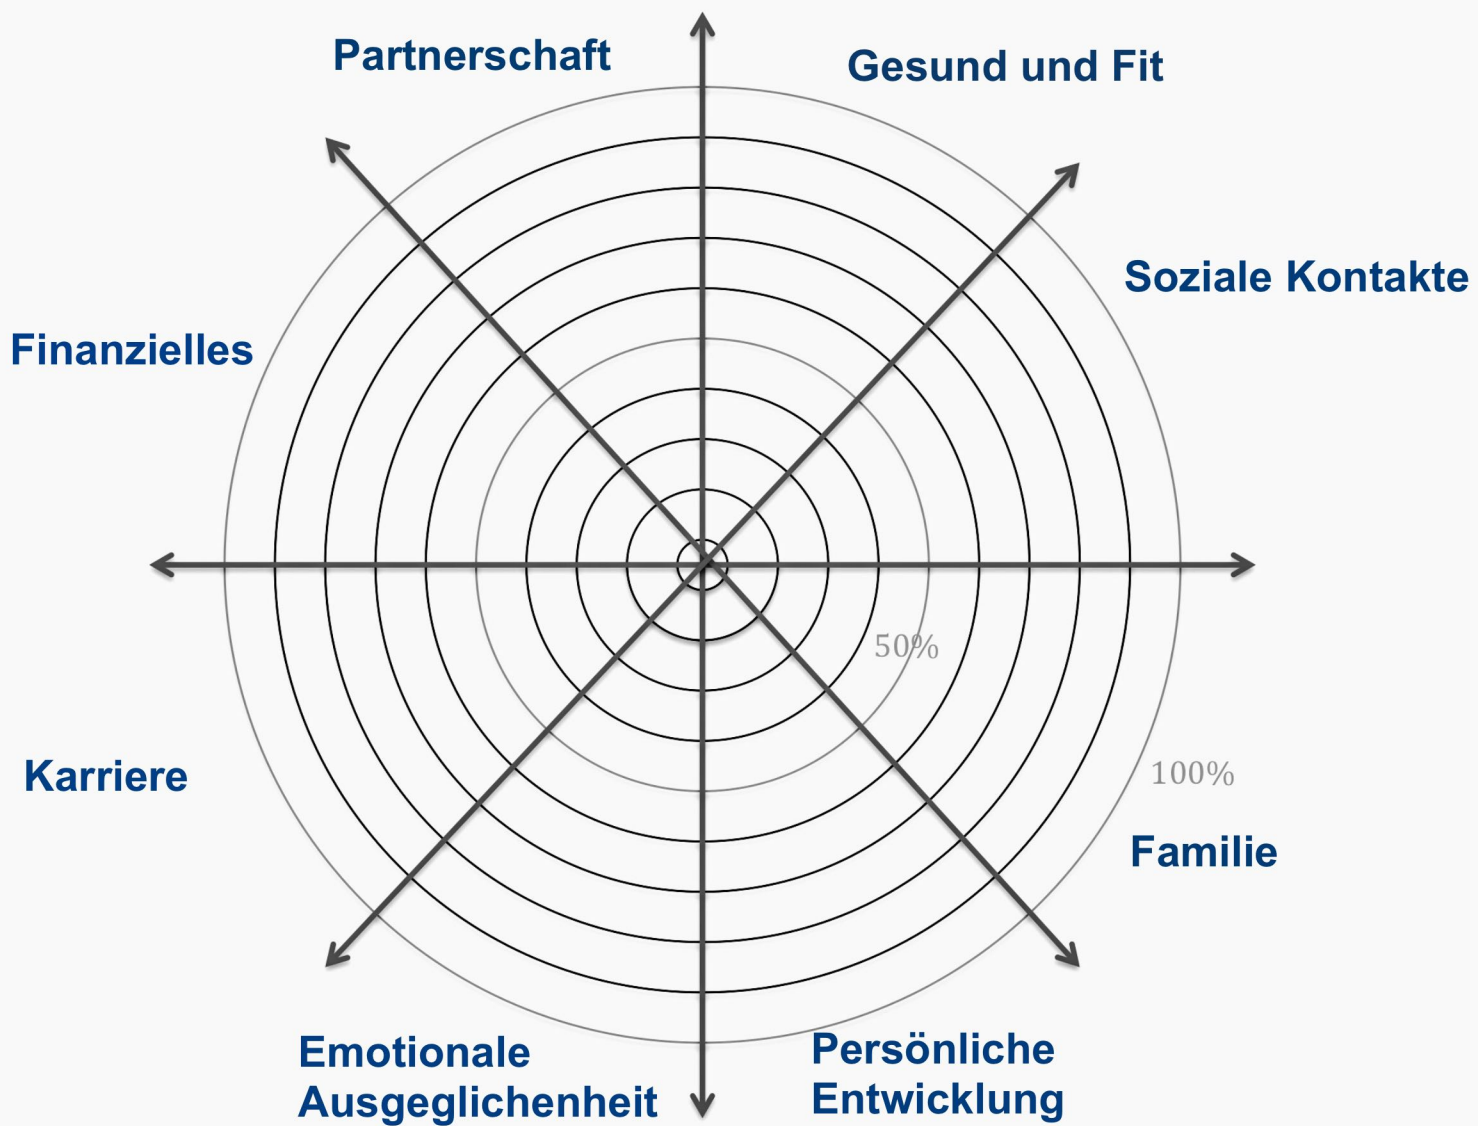 Partnerschaft
Gesund und Fit
Soziale Kontakte
Finanzielles
50%
100%
Karriere
Familie
Emotionale
Ausgeglichenheit
Persönliche
Entwicklung